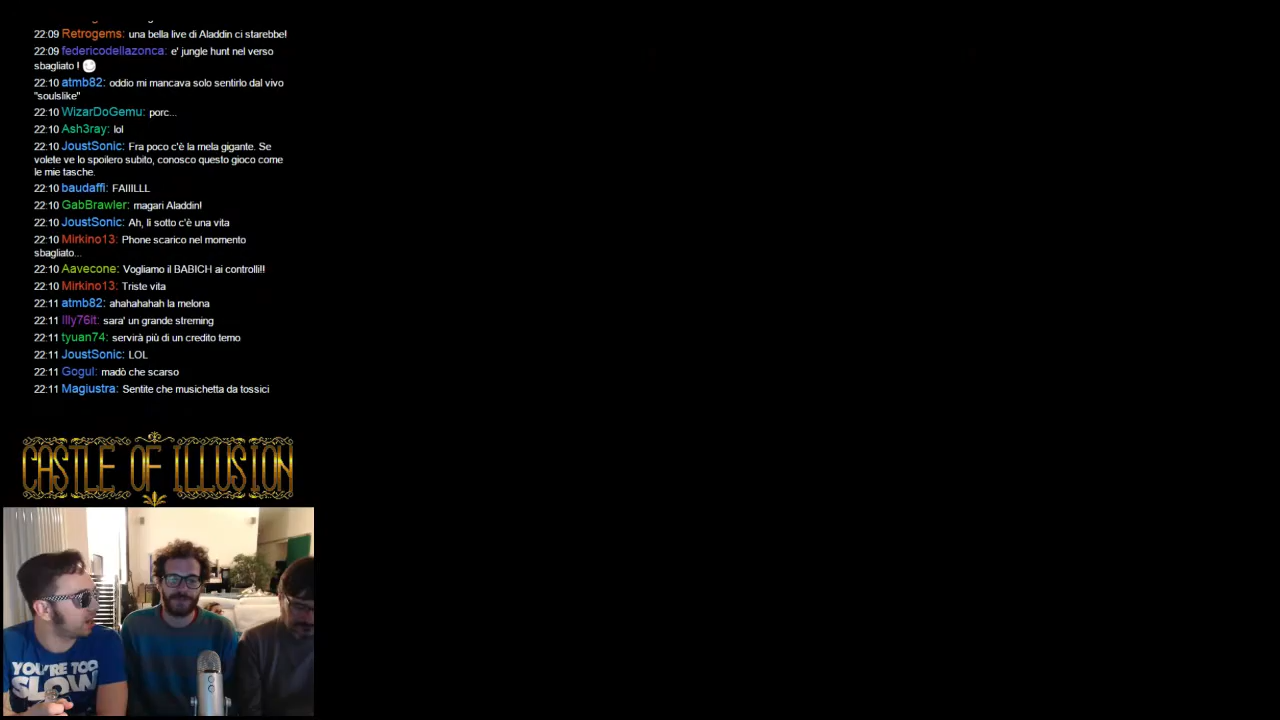 22:09 Retrogems: una bella live di Aladdin ci starebbe!
22:09 federicodellazonca: e' jungle hunt nel verso
sbagliato !
22:10 atmb82: oddio mi mancava solo sentirlo dal vivo
"soulslike"
22:10 WizarDoGemu: porc...
22:10 Ash3ray: lol
22:10 JoustSonic: Fra poco c'è la mela gigante. Se
volete ve lo spoilero subito, conosco questo gioco come
le mie tasche.
22:10 baudaffi: FAIIILLL
22:10 GabBrawler: magari Aladdin!
22:10 JoustSonic: Ah, lì sotto c'è una vita
22:10 Mirkino13: Phone scarico nel momento
sbagliato...
22:10 Aavecone: Vogliamo il BABICH ai controlli!!
22:10 Mirkino13: Triste vita
22:11 atmb82: ahahahahah la melona
22:11 Illy76it: sara' un grande streming
22:11 tyuan74: servirà più di un credito temo
22:11 JoustSonic: LOL
22:11 Gogul: madò che scarso
22:11 Magiustra: Sentite che musichetta da tossici
CASTLE OF ILLUSION
YOU'RE TOO
SLOW